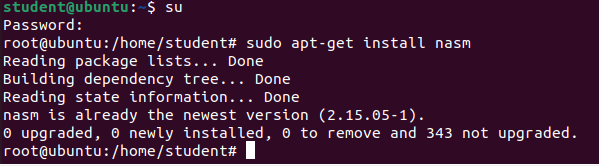 student@ubuntu:~$ su
Password:
root@ubuntu:/home/student# sudo apt-get install nasm
Reading package lists... Done
Building dependency tree... Done
Reading state information... Done
nasm is already the newest version (2.15.05-1).
0 upgraded, 0 newly installed, 0 to remove and 343 not upgraded.
root@ubuntu:/home/student#